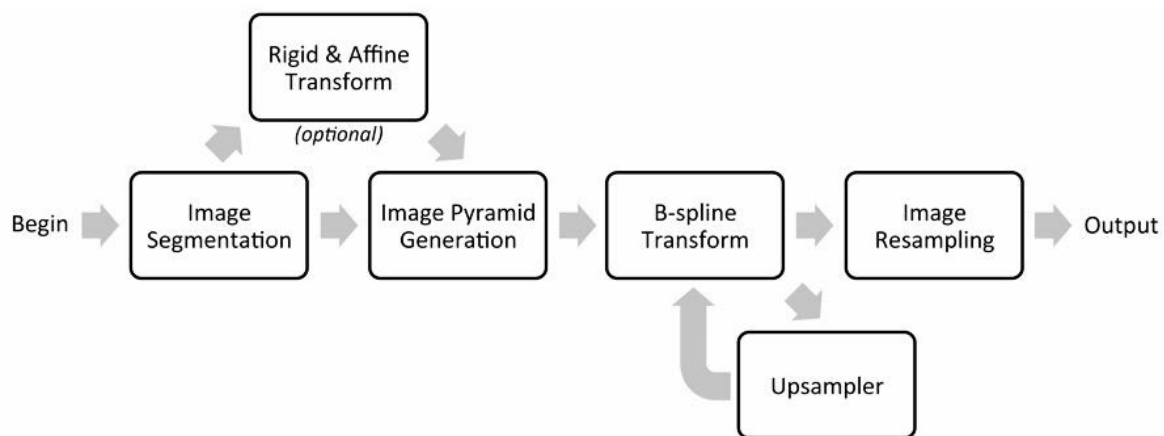 Rigid & Affine
Transform
(optional)
Begin
Image
Segmentation
Image Pyramid
Generation
B-spline
Transform
Image
Resampling
Output
Upsampler